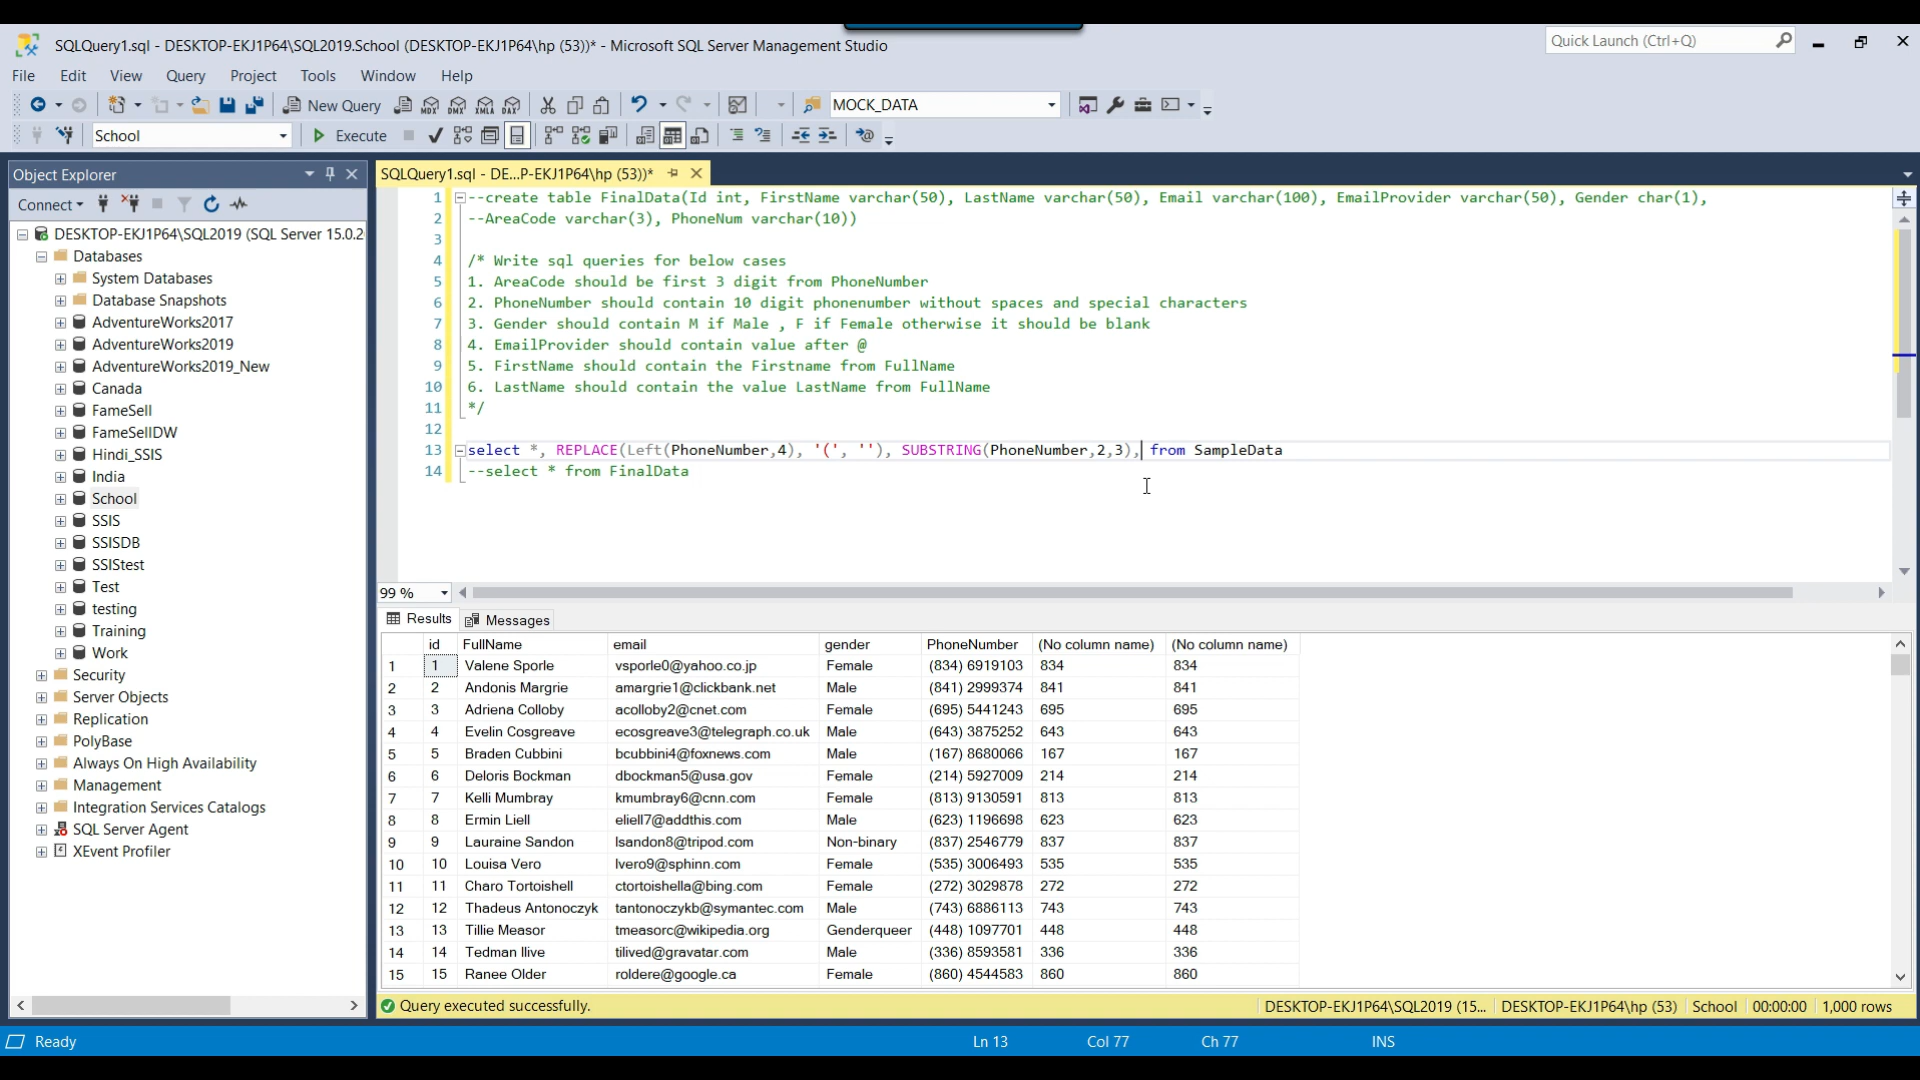 SQLQuery1.sql - DESKTOP-EKJ1P64\SQL2019.School (DESKTOP-EKJ1P64\hp (53))* - Microsoft SQL Server Management Studio
Quick Launch (Ctrl+Q)
File Edit View Query Project Tools Window Help
New Query MDX DMX XMLA DAX MOCK_DATA
School Execute
Object Explorer
Connect
DESKTOP-EKJ1P64\SQL2019 (SQL Server 15.0.2
Databases
System Databases
Database Snapshots
AdventureWorks2017
AdventureWorks2019
AdventureWorks2019_New
Canada
FameSell
FameSellDW
Hindi_SSIS
India
School
SSIS
SSISDB
SSIStest
Test
testing
Training
Work
Security
Server Objects
Replication
PolyBase
Always On High Availability
Management
Integration Services Catalogs
SQL Server Agent
XEvent Profiler
SQLQuery1.sql - DE...P-EKJ1P64\hp (53))*
1 --create table FinalData(Id int, FirstName varchar(50), LastName varchar(50), Email varchar(100), EmailProvider varchar(50), Gender char(1),
2 --AreaCode varchar(3), PhoneNum varchar(10))
3
4 /* Write sql queries for below cases
5 1. AreaCode should be first 3 digit from PhoneNumber
6 2. PhoneNumber should contain 10 digit phonenumber without spaces and special characters
7 3. Gender should contain M if Male , F if Female otherwise it should be blank
8 4. EmailProvider should contain value after @
9 5. FirstName should contain the Firstname from FullName
10 6. LastName should contain the value LastName from FullName
11 */
12
13 select *, REPLACE(Left(PhoneNumber,4), '(', ''), SUBSTRING(PhoneNumber,2,3), from SampleData
14 --select * from FinalData
99 %
Results Messages
id FullName email gender PhoneNumber (No column name) (No column name)
1 1 Valene Sporle vsporle0@yahoo.co.jp Female (834) 6919103 834 834
2 2 Andonis Margrie amargrie1@clickbank.net Male (841) 2999374 841 841
3 3 Adriena Colloby acolloby2@cnet.com Female (695) 5441243 695 695
4 4 Evelin Cosgreave ecosgreave3@telegraph.co.uk Male (643) 3875252 643 643
5 5 Braden Cubbini bcubbini4@foxnews.com Male (167) 8680066 167 167
6 6 Deloris Bockman dbockman5@usa.gov Female (214) 5927009 214 214
7 7 Kelli Mumbray kmumbray6@cnn.com Female (813) 9130591 813 813
8 8 Ermin Liell eliell7@addthis.com Male (623) 1196698 623 623
9 9 Lauraine Sandon lsandon8@tripod.com Non-binary (837) 2546779 837 837
10 10 Louisa Vero lvero9@sphinn.com Female (535) 3006493 535 535
11 11 Charo Tortoishell ctortoishella@bing.com Female (272) 3029878 272 272
12 12 Thadeus Antonoczyk tantonoczykb@symantec.com Male (743) 6886113 743 743
13 13 Tillie Measor tmeasorc@wikipedia.org Genderqueer (448) 1097701 448 448
14 14 Tedman Ilive tilived@gravatar.com Male (336) 8593581 336 336
15 15 Ranee Older roldere@google.ca Female (860) 4544583 860 860
Query executed successfully. DESKTOP-EKJ1P64\SQL2019 (15... DESKTOP-EKJ1P64\hp (53) School 00:00:00 1,000 rows
Ready Ln 13 Col 77 Ch 77 INS